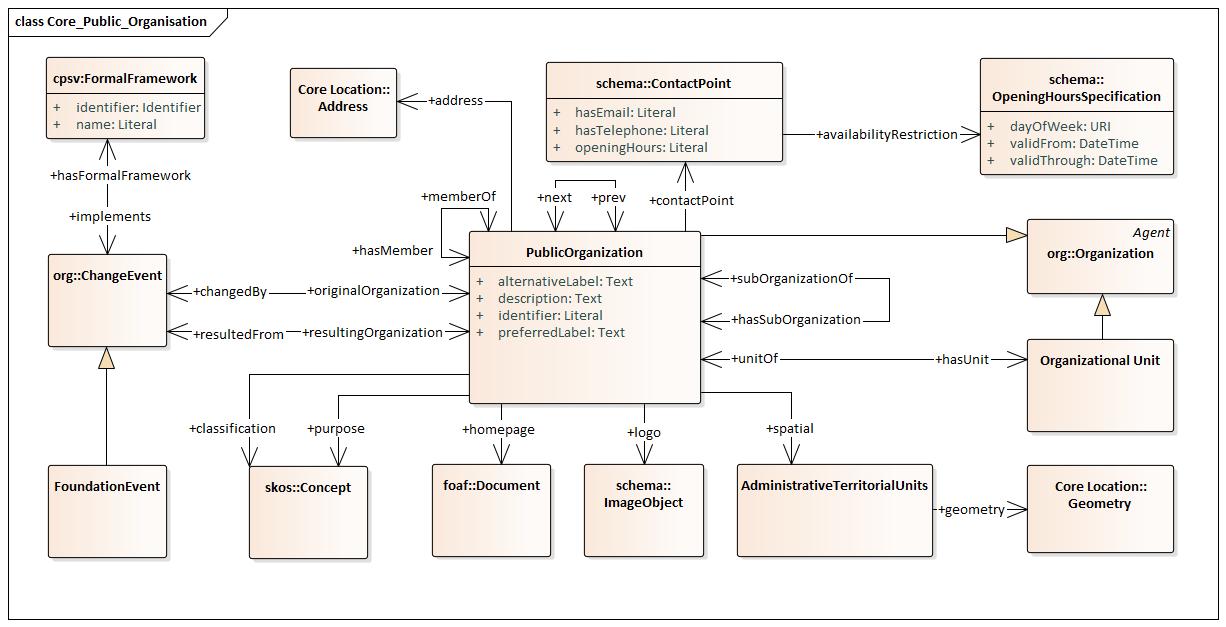 class Core_Public_Organisation
cpsv:FormalFramework
+ identifier: Identifier
+ name: Literal
Core Location::
Address
+address
schema::ContactPoint
+ hasEmail: Literal
+ hasTelephone: Literal
+ openingHours: Literal
+availabilityRestriction
schema::
OpeningHoursSpecification
+ dayOfWeek: URI
+ validFrom: DateTime
+ validThrough: DateTime
+hasFormalFramework
+implements
+memberOf
+hasMember
+next
+prev
+contactPoint
Agent
org::Organization
org::ChangeEvent
+changedBy
+originalOrganization
+resultedFrom
+resultingOrganization
PublicOrganization
+ alternativeLabel: Text
+ description: Text
+ identifier: Literal
+ preferredLabel: Text
+subOrganizationOf
+hasSubOrganization
+unitOf
+hasUnit
Organizational Unit
+classification
+purpose
+homepage
+logo
+spatial
FoundationEvent
skos::Concept
foaf::Document
schema::
ImageObject
AdministrativeTerritorialUnits
+geometry
Core Location::
Geometry